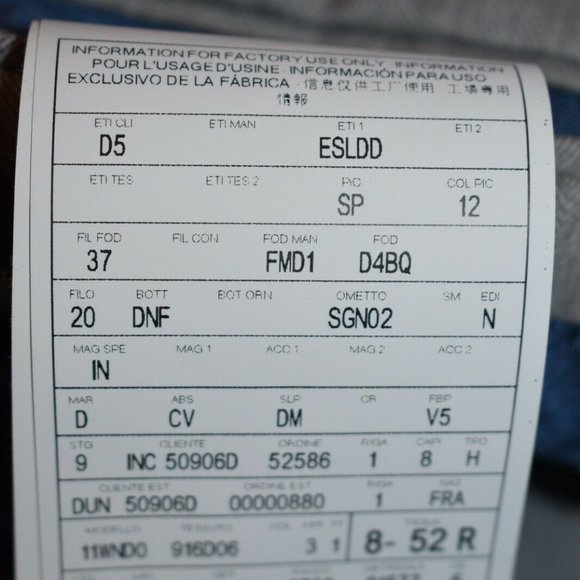 INFORMATION FOR FACTORY USE ONLY · INFORMATION
POUR L'USAGE D'USINE · INFORMACIÓN PARA USO
EXCLUSIVO DE LA FÁBRICA · 信息仅供工厂使用 · 工場専用
情報
ETI CLI ETI MAN ETI 1 ETI 2
D5 ESLDD
ETI TES ETI TES 2 PIC COL PIC
SP 12
FIL FOD FIL CON FOD MAN FOD
37 FMD1 D4BQ
FILO BOTT BOT ORN OMETTO SM EDI
20 DNF SGN02 N
MAG SPE MAG 1 ACC 1 MAG 2 ACC 2
IN
MAR ABS SLP CR FBP
D CV DM V5
STG CLIENTE ORDINE RIGA CAPI TPO
9 INC 50906D 52586 1 8 H
CLIENTE EST ORDINE EST RIGA NAZ
DUN 50906D 00000880 1 FRA
MODELLO TESSUTO COL TAGLIA
11WND0 916D06 3 1 8- 52 R